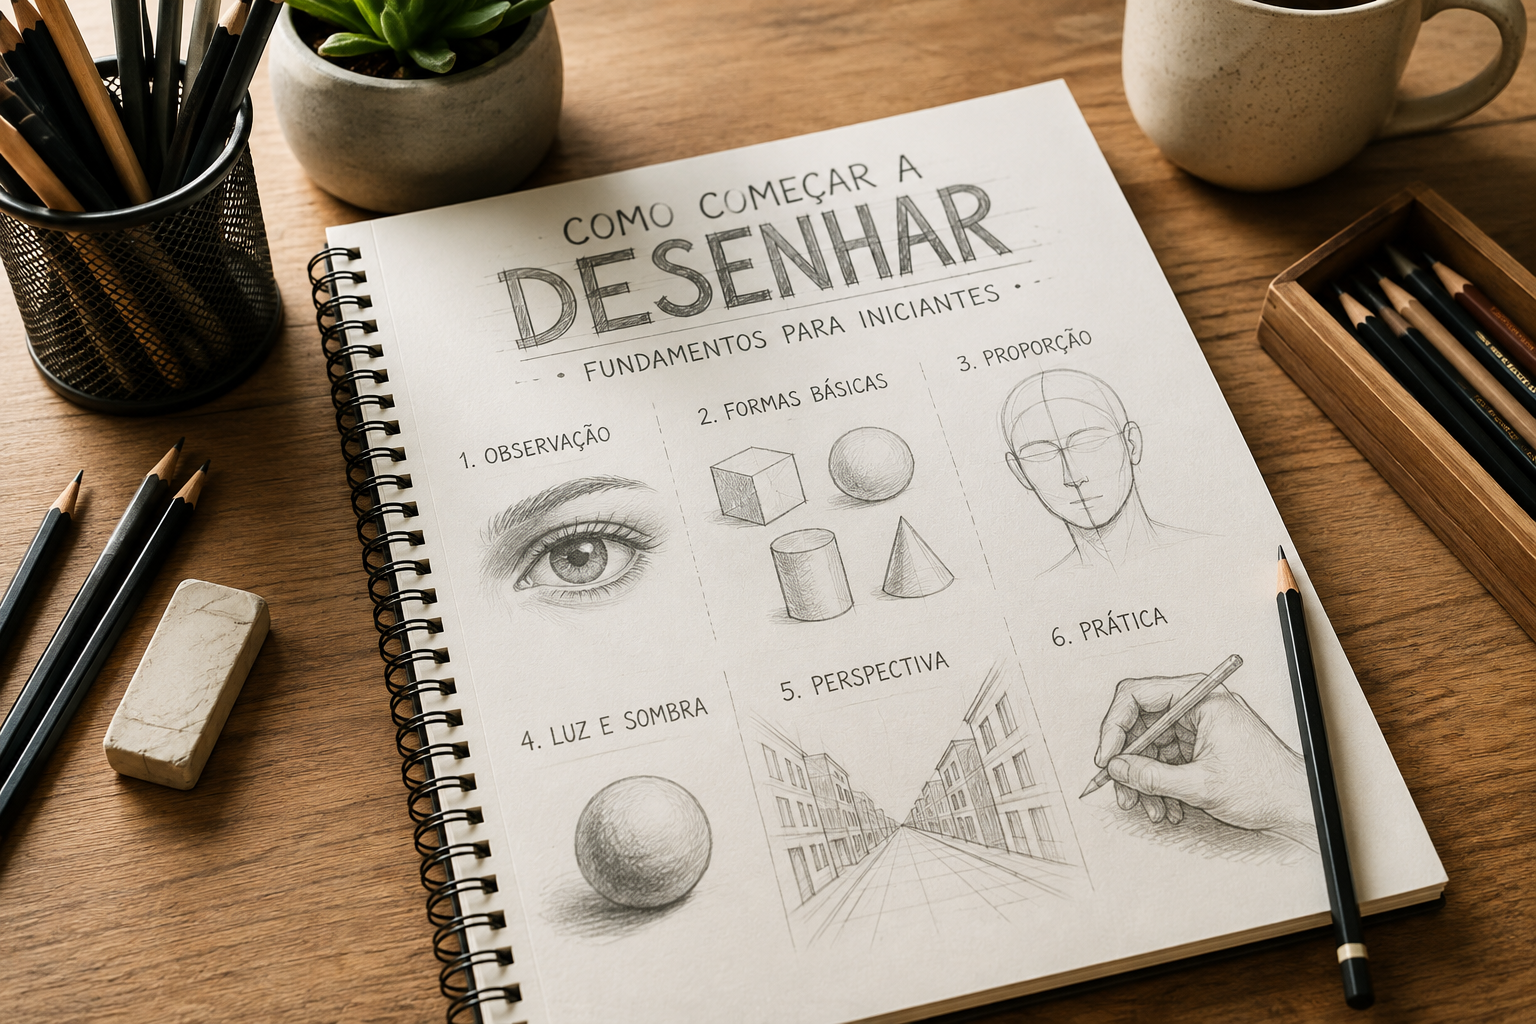 COMO COMEÇAR A
DESENHAR
FUNDAMENTOS PARA INICIANTES
1. OBSERVAÇÃO
2. FORMAS BÁSICAS
3. PROPORÇÃO
4. LUZ E SOMBRA
5. PERSPECTIVA
6. PRÁTICA